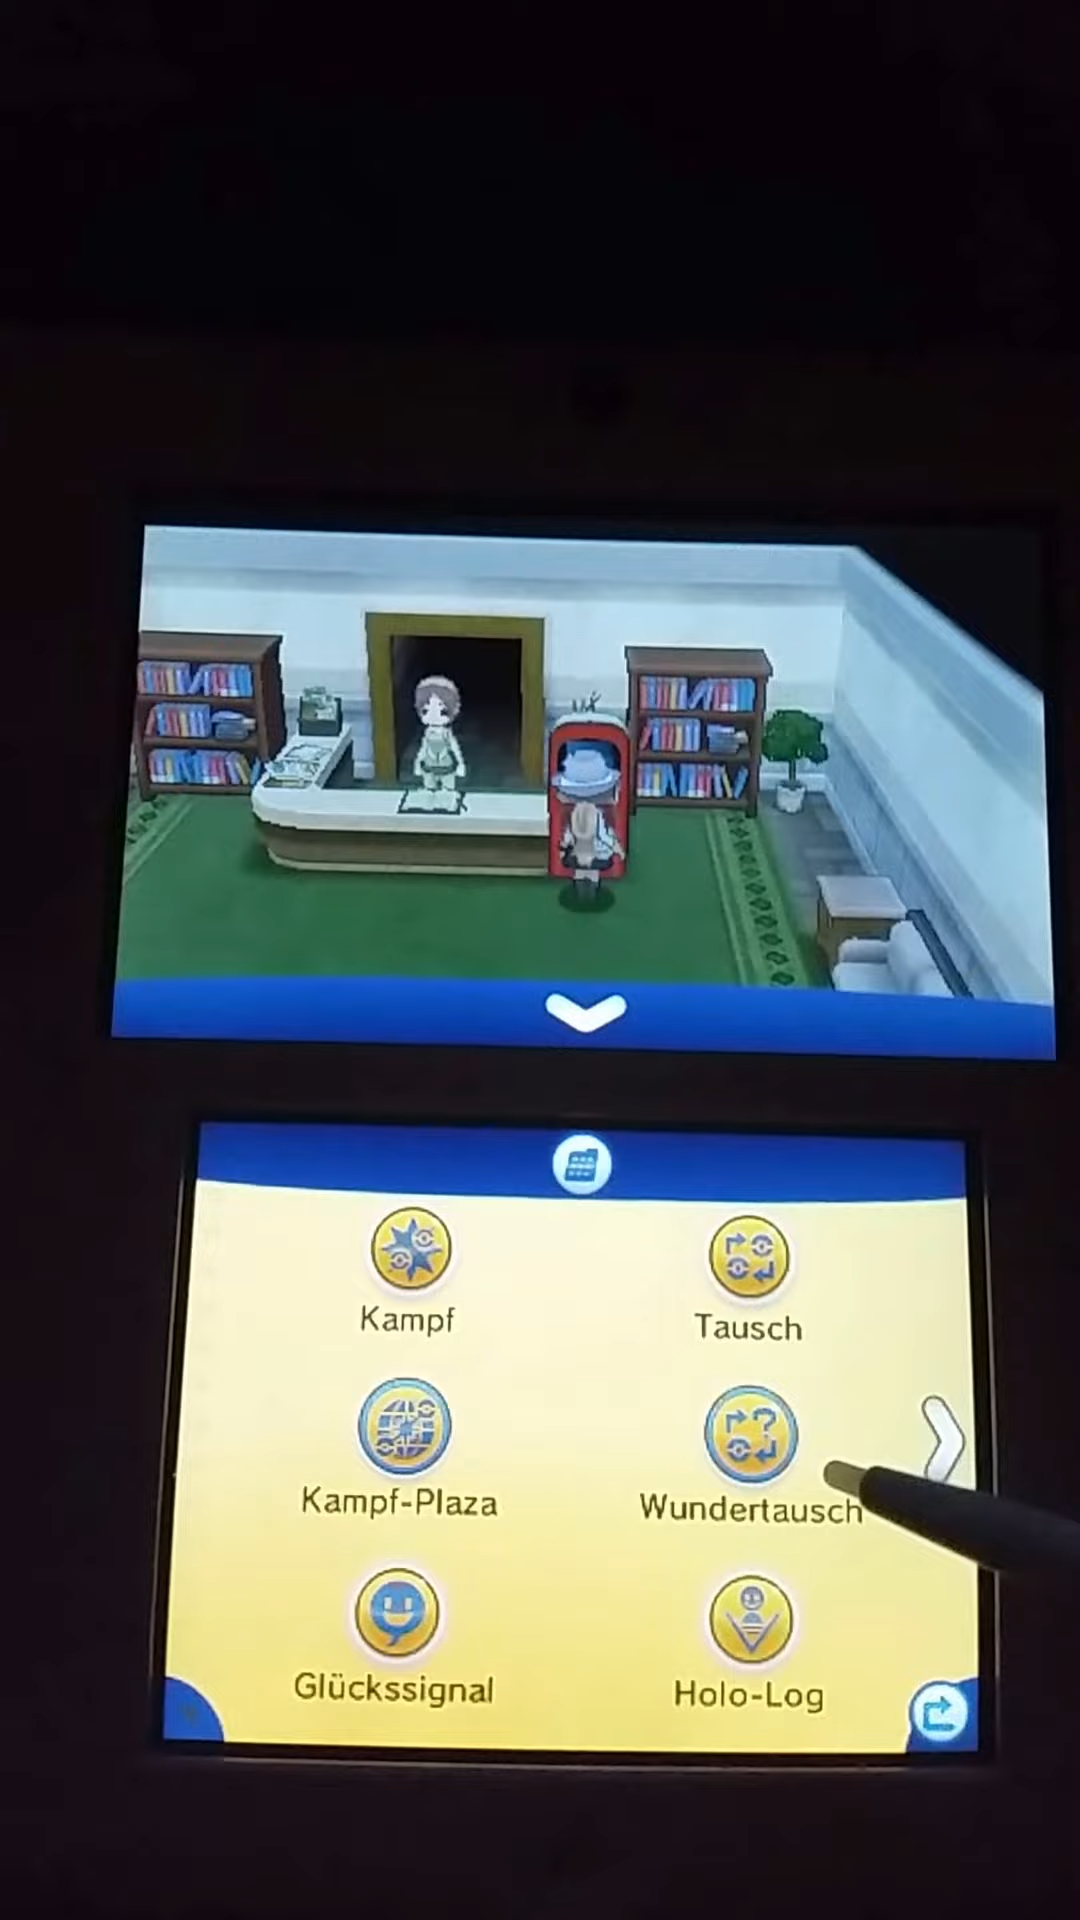 Kampf
Tausch
Kampf-Plaza
Wundertausch
Glückssignal
Holo-Log